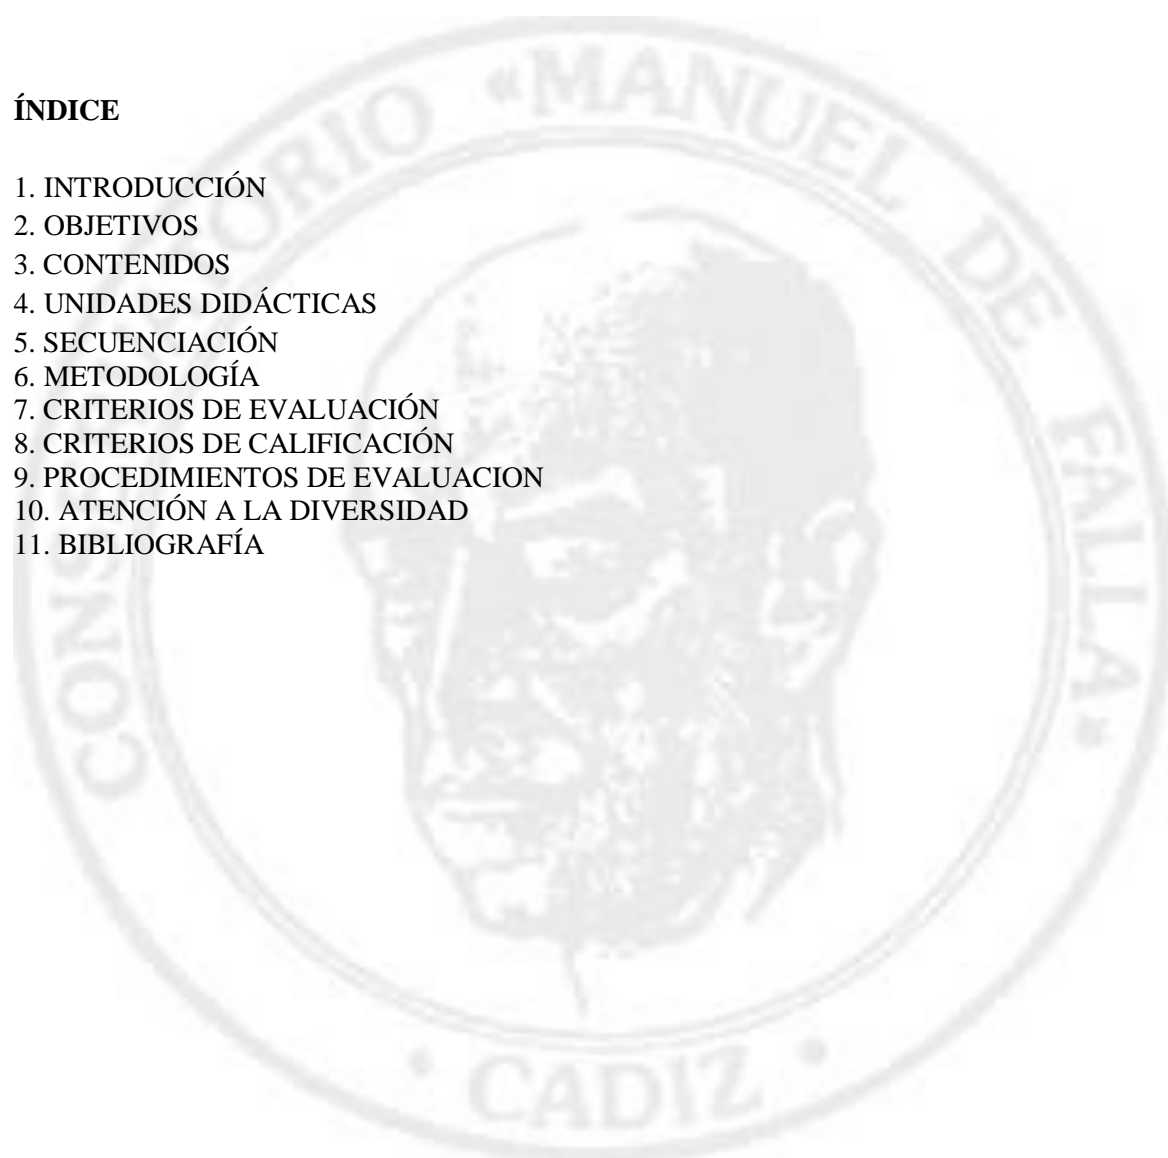 ÍNDICE
1. INTRODUCCIÓN
2. OBJETIVOS
3. CONTENIDOS
4. UNIDADES DIDÁCTICAS
5. SECUENCIACIÓN
6. METODOLOGÍA
7. CRITERIOS DE EVALUACIÓN
8. CRITERIOS DE CALIFICACIÓN
9. PROCEDIMIENTOS DE EVALUACION
10. ATENCIÓN A LA DIVERSIDAD
11. BIBLIOGRAFÍA
«MANUEL DE FALLA»
CADIZ